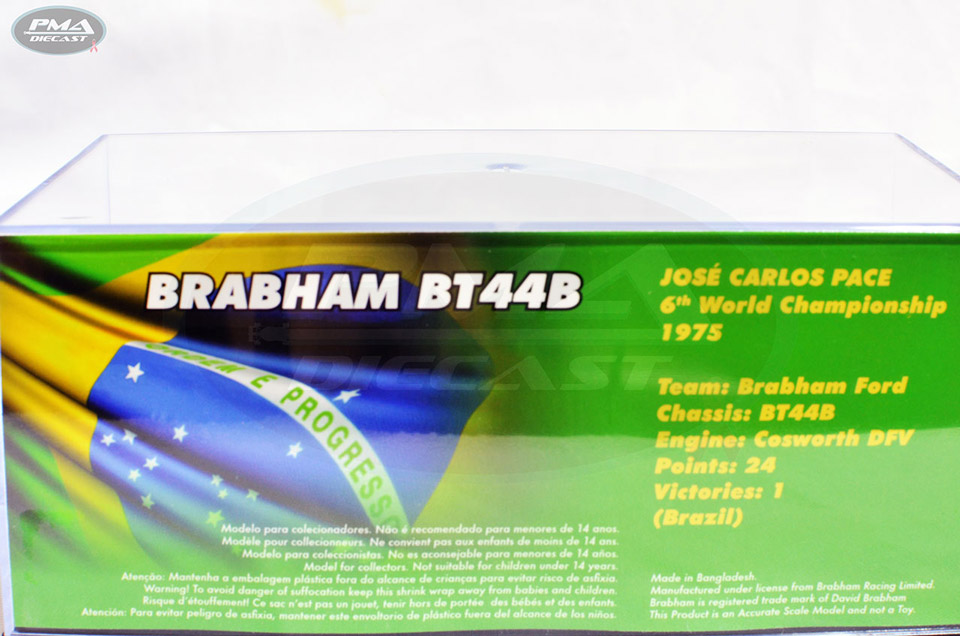 PMA
DIECAST
PMA
DIECAST
BRABHAM BT44B
ORDEM E PROGRESSO
JOSÉ CARLOS PACE
6th World Championship
1975
Team: Brabham Ford
Chassis: BT44B
Engine: Cosworth DFV
Points: 24
Victories: 1
(Brazil)
Modelo para colecionadores. Não é recomendado para menores de 14 anos.
Modèle pour collectionneurs. Ne convient pas aux enfants de moins de 14 ans.
Modelo para coleccionistas. No es aconsejable para menores de 14 años.
Model for collectors. Not suitable for children under 14 years.
Atenção: Mantenha a embalagem plástica fora do alcance de crianças para evitar risco de asfixia.
Warning! To avoid danger of suffocation keep this shrink wrap away from babies and children.
Risque d'étouffement! Ce sac n'est pas un jouet, tenir hors de portée des bébés et des enfants.
Atención: Para evitar peligro de asfixia, mantener este envoltorio de plástico fuera del alcance de los niños.
Made in Bangladesh.
Manufactured under license from Brabham Racing Limited.
Brabham is registered trade mark of David Brabham
This Product is an Accurate Scale Model and not a Toy.